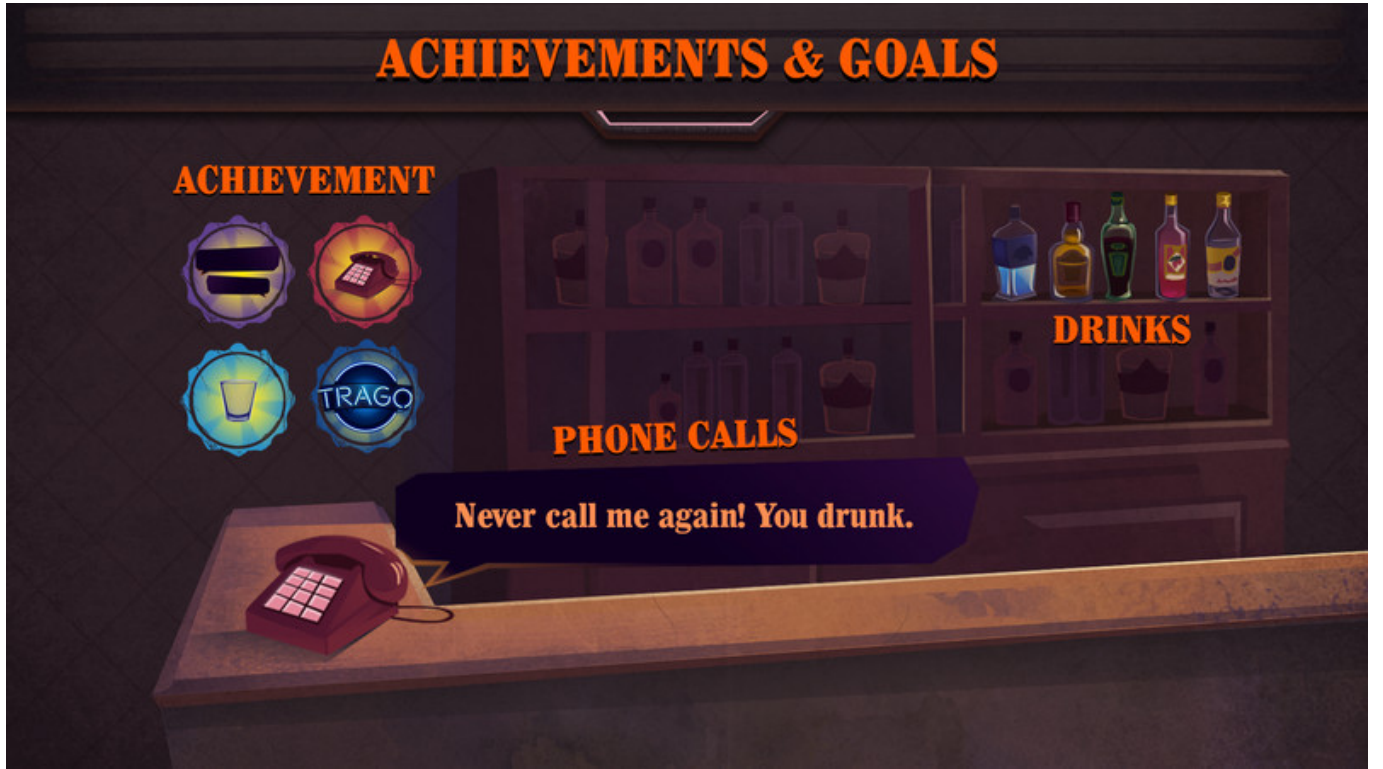 ACHIEVEMENTS & GOALS
ACHIEVEMENT
TRAGO
DRINKS
PHONE CALLS
Never call me again! You drunk.